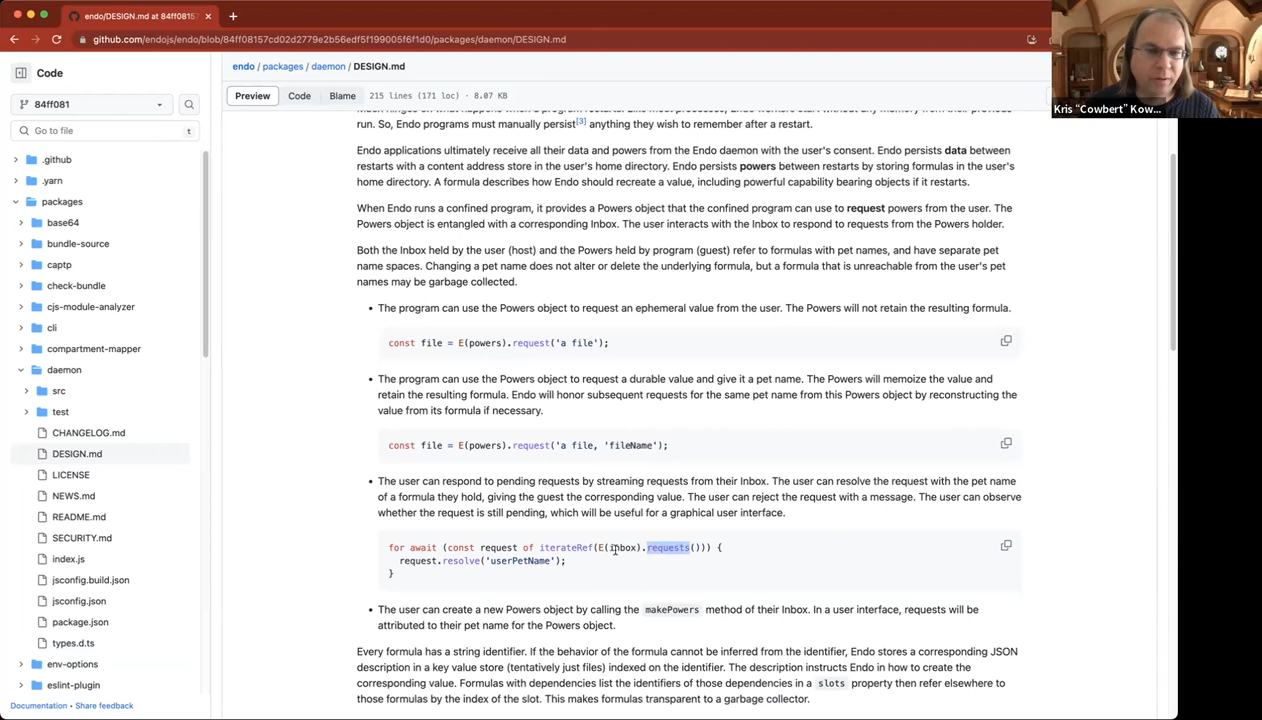 endo/DESIGN.md at 84ff08157
github.com/endojs/endo/blob/84ff08157cd02d2779e2b56edf5f199005f6f1d0/packages/daemon/DESIGN.md
Kris "Cowbert" Kow...
Code
84ff081
Go to file
t
.github
.yarn
packages
base64
bundle-source
captp
check-bundle
cjs-module-analyzer
cli
compartment-mapper
daemon
src
test
CHANGELOG.md
DESIGN.md
LICENSE
NEWS.md
README.md
SECURITY.md
index.js
jsconfig.build.json
jsconfig.json
package.json
types.d.ts
env-options
eslint-plugin
Documentation • Share feedback
endo / packages / daemon / DESIGN.md
Preview Code Blame 215 lines (171 loc) · 8.07 KB
run. So, Endo programs must manually persist[3] anything they wish to remember after a restart.
Endo applications ultimately receive all their data and powers from the Endo daemon with the user's consent. Endo persists data between
restarts with a content address store in the user's home directory. Endo persists powers between restarts by storing formulas in the user's
home directory. A formula describes how Endo should recreate a value, including powerful capability bearing objects if it restarts.
When Endo runs a confined program, it provides a Powers object that the confined program can use to request powers from the user. The
Powers object is entangled with a corresponding Inbox. The user interacts with the Inbox to respond to requests from the Powers holder.
Both the Inbox held by the user (host) and the Powers held by program (guest) refer to formulas with pet names, and have separate pet
name spaces. Changing a pet name does not alter or delete the underlying formula, but a formula that is unreachable from the user's pet
names may be garbage collected.
• The program can use the Powers object to request an ephemeral value from the user. The Powers will not retain the resulting formula.
const file = E(powers).request('a file');
• The program can use the Powers object to request a durable value and give it a pet name. The Powers will memoize the value and
retain the resulting formula. Endo will honor subsequent requests for the same pet name from this Powers object by reconstructing the
value from its formula if necessary.
const file = E(powers).request('a file, 'fileName');
• The user can respond to pending requests by streaming requests from their Inbox. The user can resolve the request with the pet name
of a formula they hold, giving the guest the corresponding value. The user can reject the request with a message. The user can observe
whether the request is still pending, which will be useful for a graphical user interface.
for await (const request of iterateRef(E(inbox).requests())) {
request.resolve('userPetName');
}
• The user can create a new Powers object by calling the makePowers method of their Inbox. In a user interface, requests will be
attributed to their pet name for the Powers object.
Every formula has a string identifier. If the behavior of the formula cannot be inferred from the identifier, Endo stores a corresponding JSON
description in a key value store (tentatively just files) indexed on the identifier. The description instructs Endo in how to create the
corresponding value. Formulas with dependencies list the identifiers of those dependencies in a slots property then refer elsewhere to
those formulas by the index of the slot. This makes formulas transparent to a garbage collector.